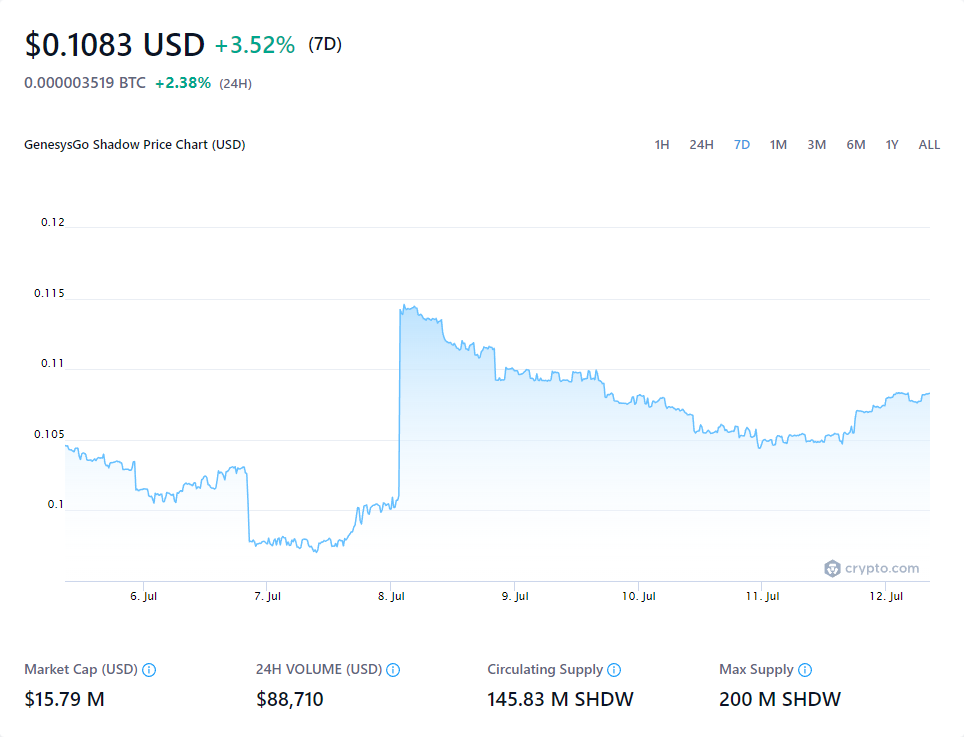 $0.1083 USD +3.52% (7D)
0.000003519 BTC +2.38% (24H)
GenesysGo Shadow Price Chart (USD)
1H 24H 7D 1M 3M 6M 1Y ALL
0.12
0.115
0.11
0.105
0.1
crypto.com
6. Jul 7. Jul 8. Jul 9. Jul 10. Jul 11. Jul 12. Jul
Market Cap (USD) 24H VOLUME (USD) Circulating Supply Max Supply
$15.79 M $88,710 145.83 M SHDW 200 M SHDW